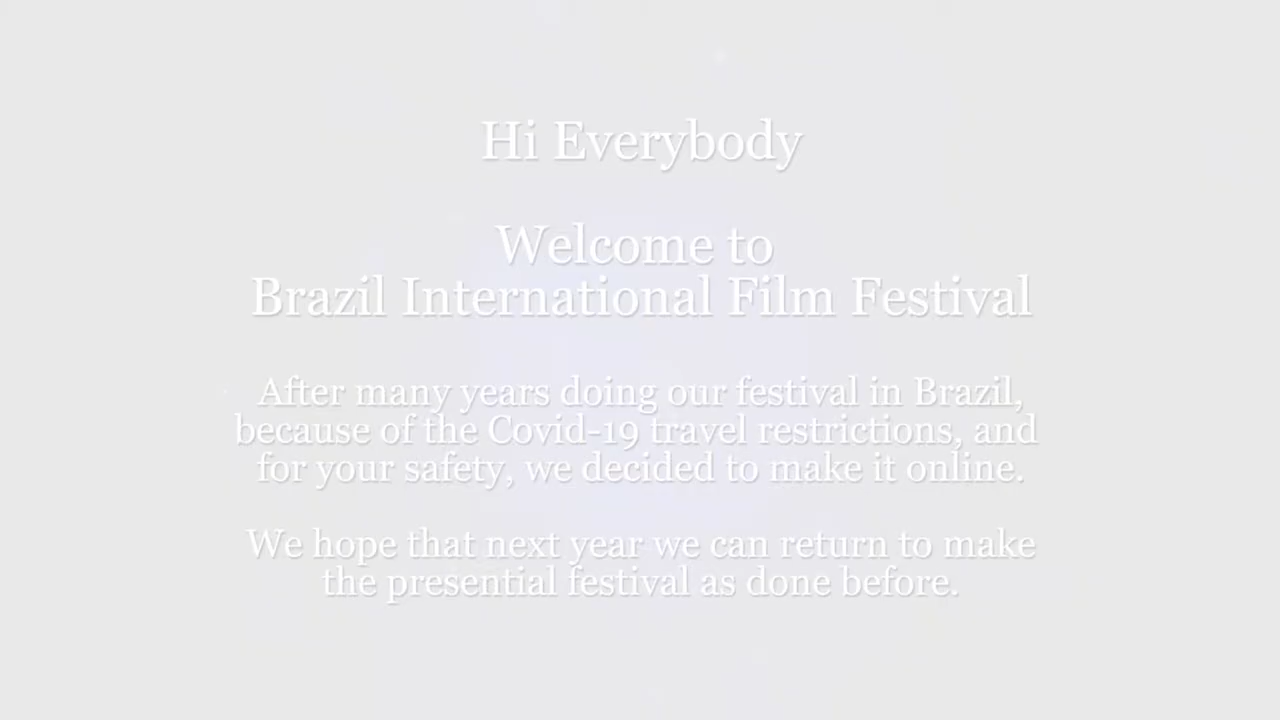 Hi Everybody
Welcome to
Brazil International Film Festival
After many years doing our festival in Brazil,
because of the Covid-19 travel restrictions, and
for your safety, we decided to make it online.
We hope that next year we can return to make
the presential festival as done before.